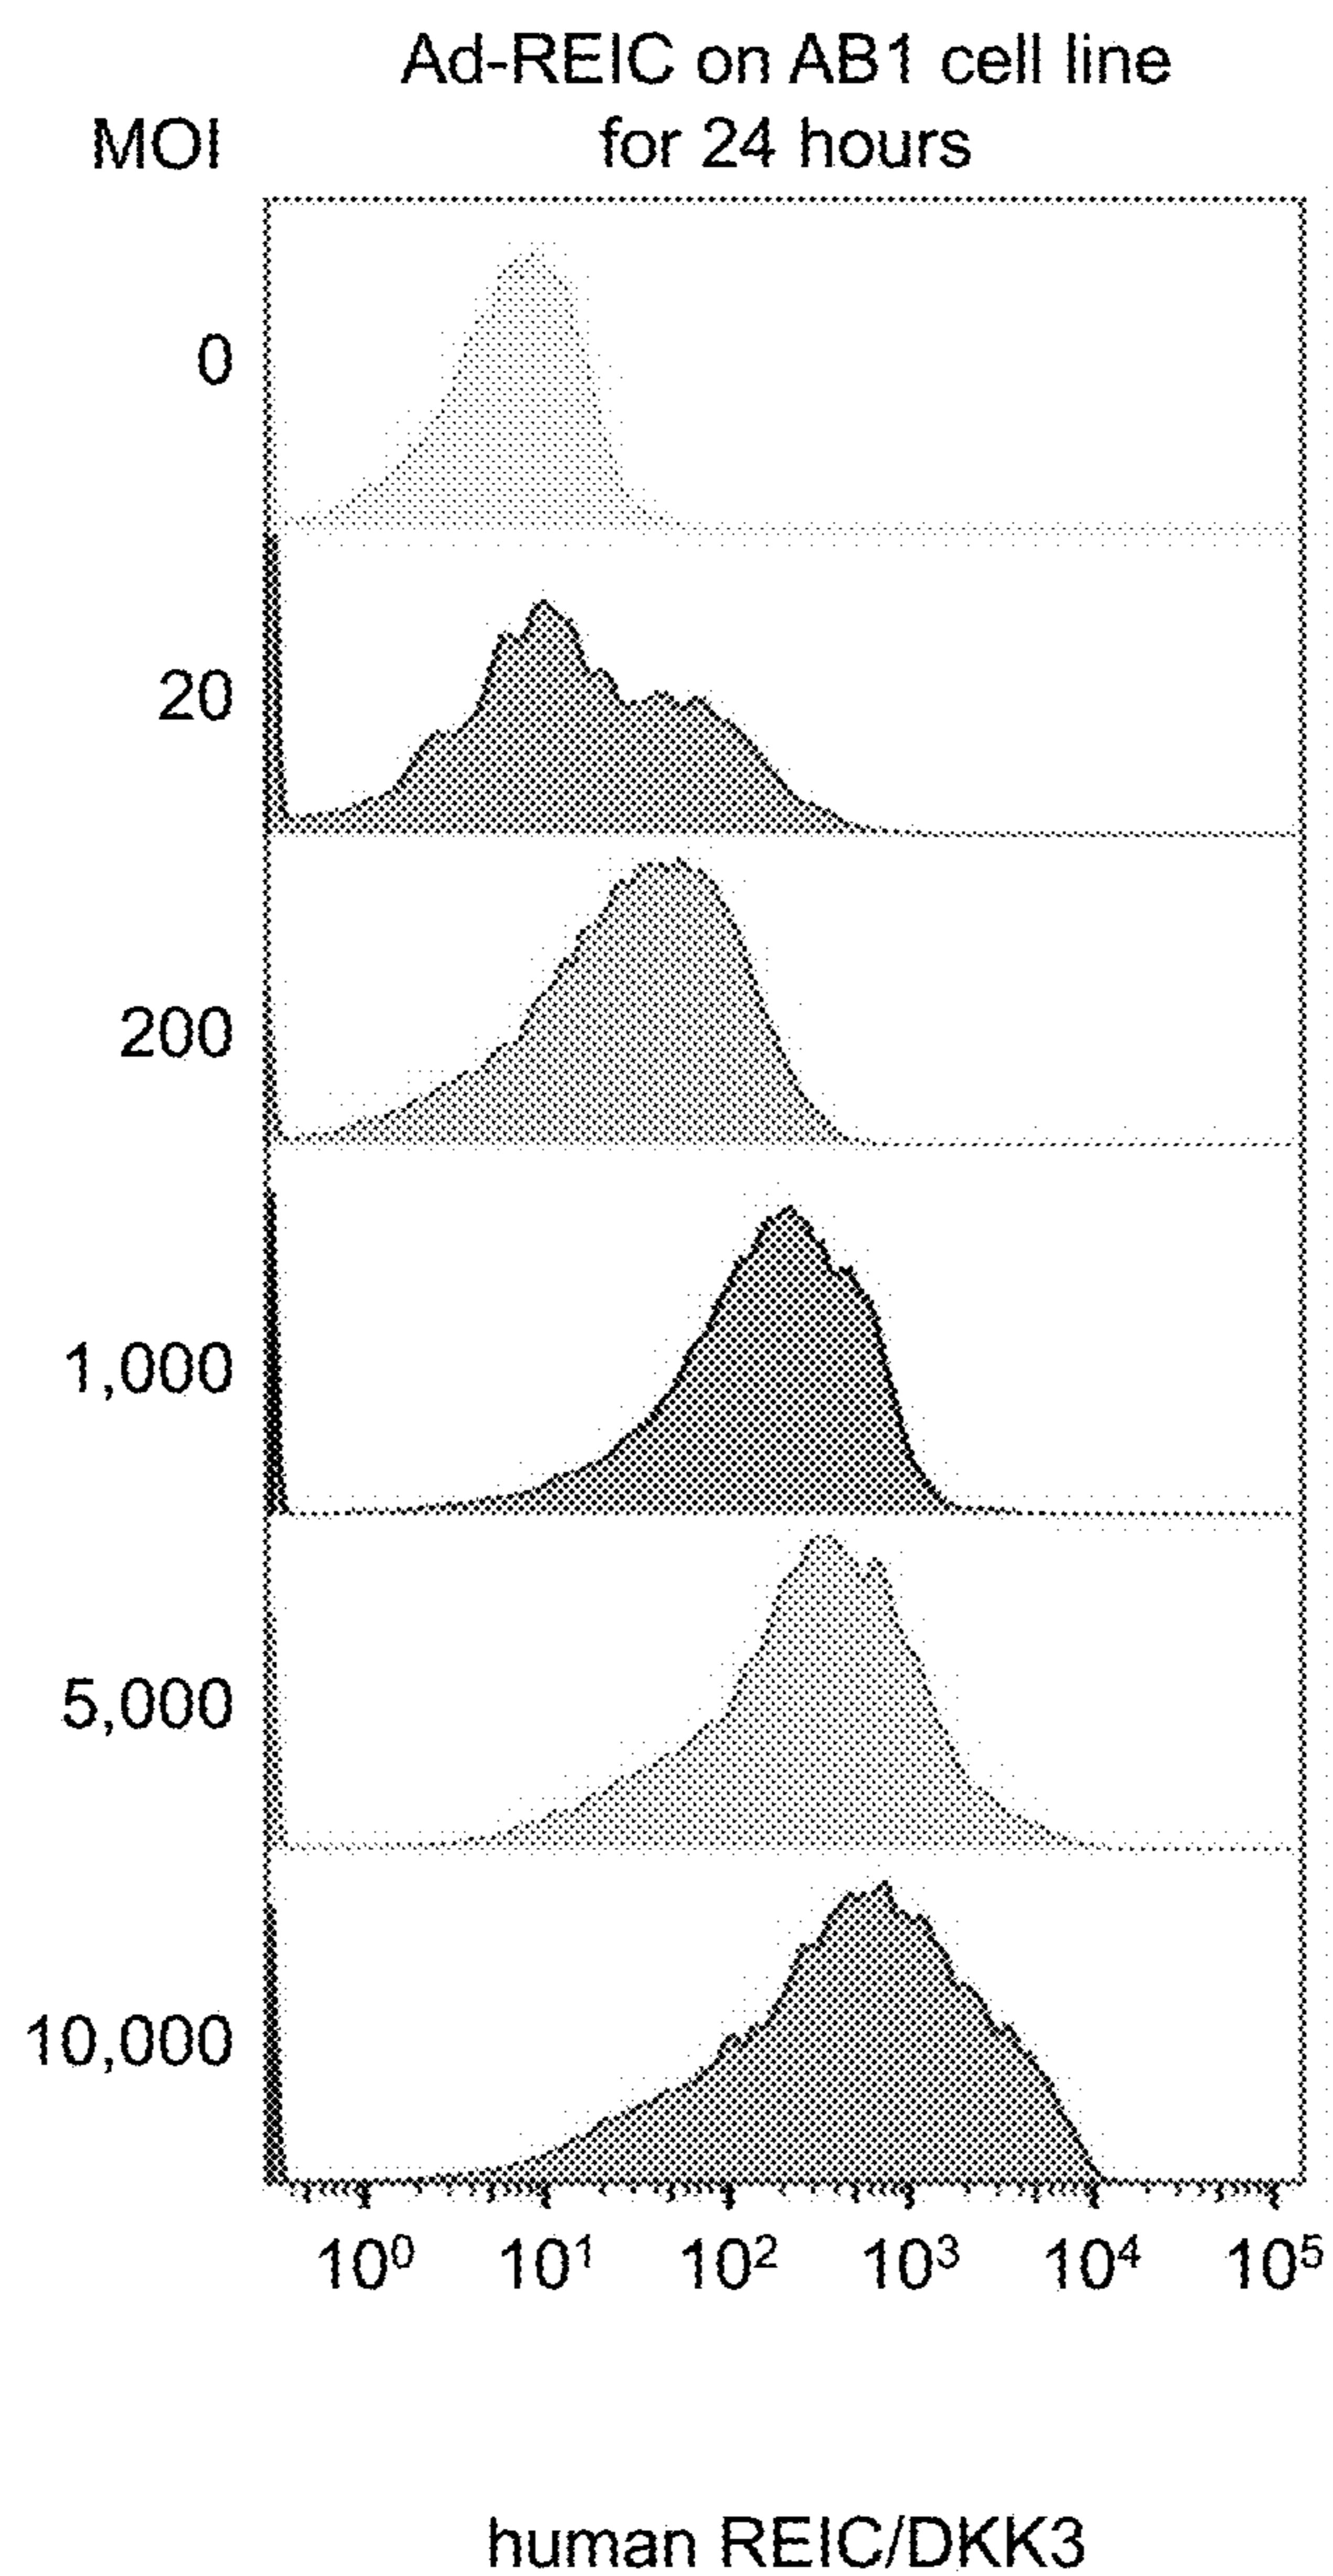 Ad-REIC on AB1 cell line
for 24 hours
MOI
0
20
200
1,000
5,000
10,000
10⁰ 10¹ 10² 10³ 10⁴ 10⁵
human REIC/DKK3